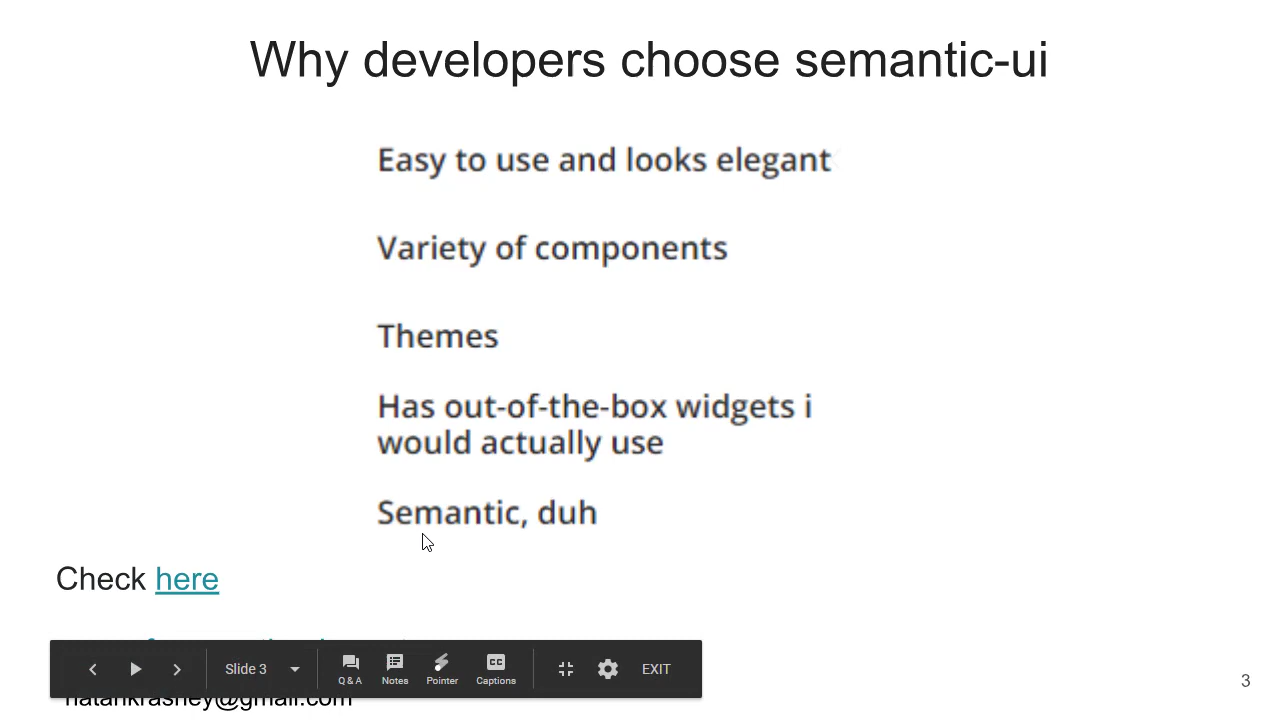 Why developers choose semantic-ui
Easy to use and looks elegant
Variety of components
Themes
Has out-of-the-box widgets i
would actually use
Semantic, duh
Check here
Slide 3
Q & A
Notes
Pointer
CC
Captions
EXIT
3